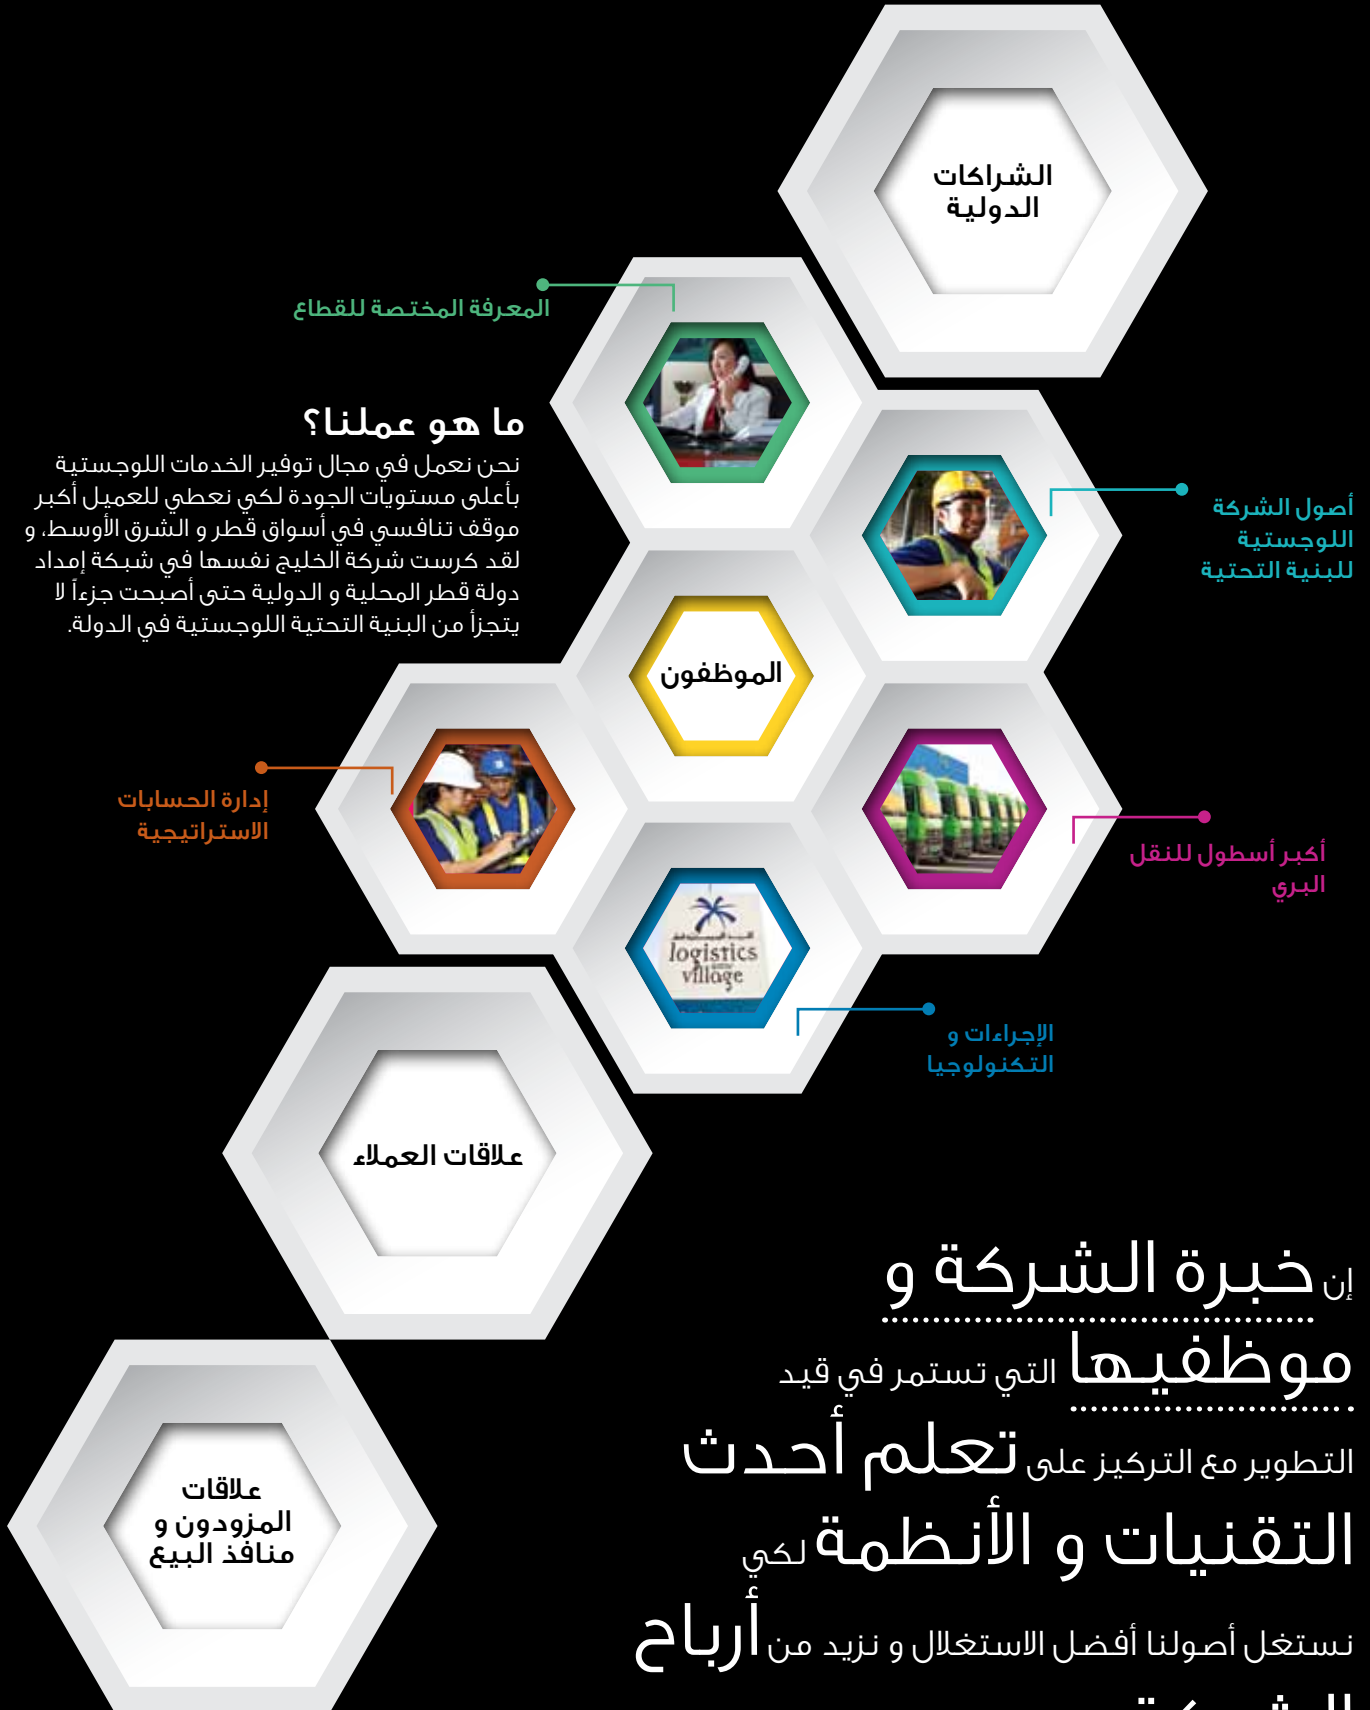 الشراكات
الدولية
المعرفة المختصة للقطاع
ما هو عملنا؟
نحن نعمل في مجال توفير الخدمات اللوجستية
بأعلى مستويات الجودة لكي نعطي للعميل أكبر
موقف تنافسي في أسواق قطر و الشرق الأوسط، و
لقد كرست شركة الخليج نفسها في شبكة إمداد
دولة قطر المحلية و الدولية حتى أصبحت جزءاً لا
يتجزأ من البنية التحتية اللوجستية في الدولة.
أصول الشركة
اللوجستية
للبنية التحتية
الموظفون
إدارة الحسابات
الاستراتيجية
أكبر أسطول للنقل
البري
logistics
village
الإجراءات و
التكنولوجيا
علاقات العملاء
إن خبرة الشركة و
موظفيها التي تستمر في قيد
التطوير مع التركيز على تعلم أحدث
التقنيات و الأنظمة لكي
نستغل أصولنا أفضل الاستغلال و نزيد من أرباح
علاقات
المزودون و
منافذ البيع